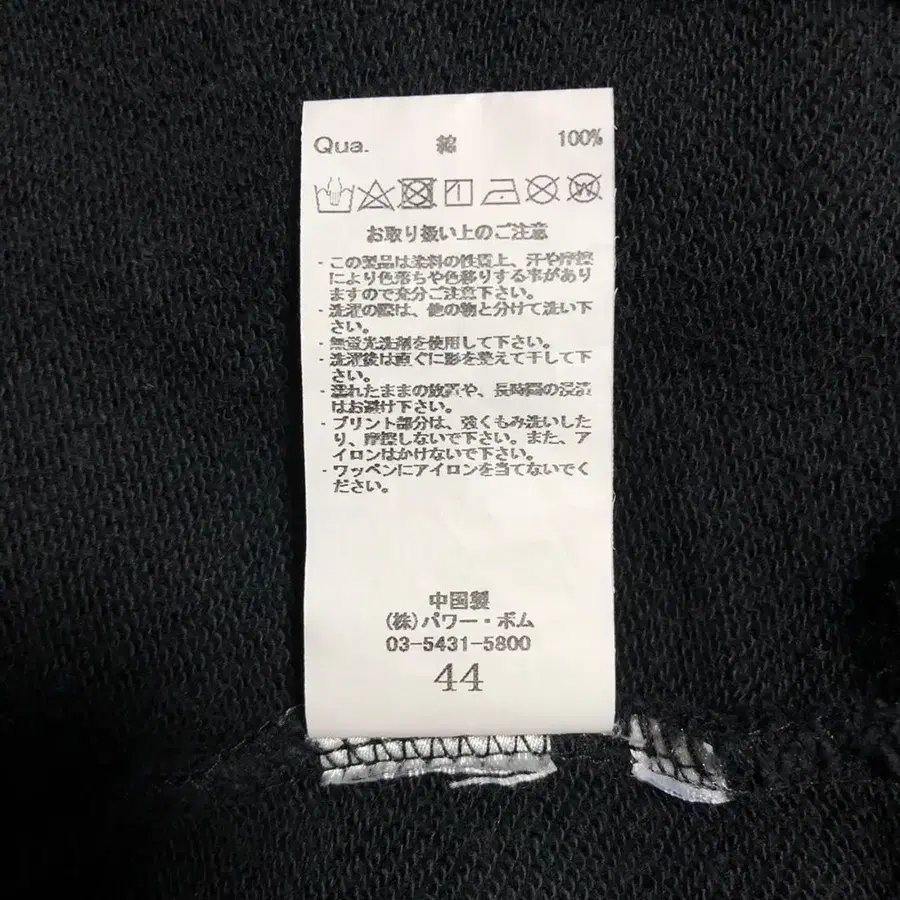 Qua. 綿 100%
お取り扱い上のご注意
・この製品は染料の性質上、汗や摩擦
により色落ちや色移りする事があり
ますので充分ご注意下さい。
・洗濯の際は、他の物と分けて洗い下
さい。
・無蛍光洗剤を使用して下さい。
・洗濯後は直ぐに形を整えて干して下
さい。
・濡れたままの放置や、長時間の浸漬
はお避け下さい。
・プリント部分は、強くもみ洗いした
り、摩擦しないで下さい。また、ア
イロンはかけないで下さい。
・ワッペンにアイロンを当てないでく
ださい。
中国製
(株)パワー・ボム
03-5431-5800
44